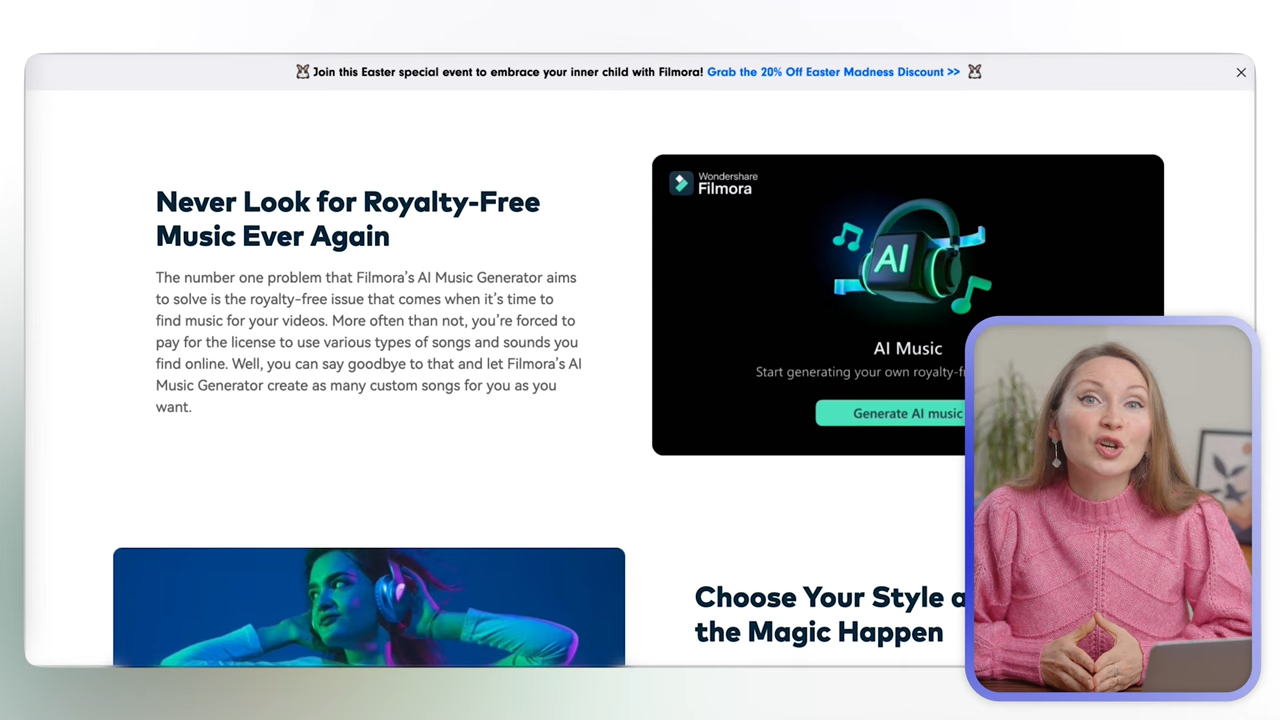 Join this Easter special event to embrace your inner child with Filmora! Grab the 20% Off Easter Madness Discount >>
Never Look for Royalty-Free
Music Ever Again
The number one problem that Filmora's AI Music Generator aims
to solve is the royalty-free issue that comes when it's time to
find music for your videos. More often than not, you're forced to
pay for the license to use various types of songs and sounds you
find online. Well, you can say goodbye to that and let Filmora's AI
Music Generator create as many custom songs for you as you
want.
Wondershare
Filmora
AI
AI Music
Start generating your own
Generate AI music
Choose Your Style
the Magic Happen